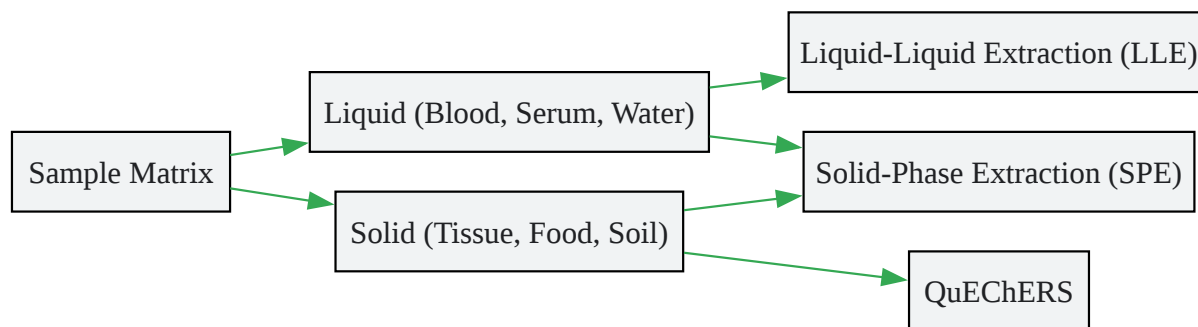 Sample Matrix
Liquid (Blood, Serum, Water)
Solid (Tissue, Food, Soil)
Liquid-Liquid Extraction (LLE)
Solid-Phase Extraction (SPE)
QuEChERS